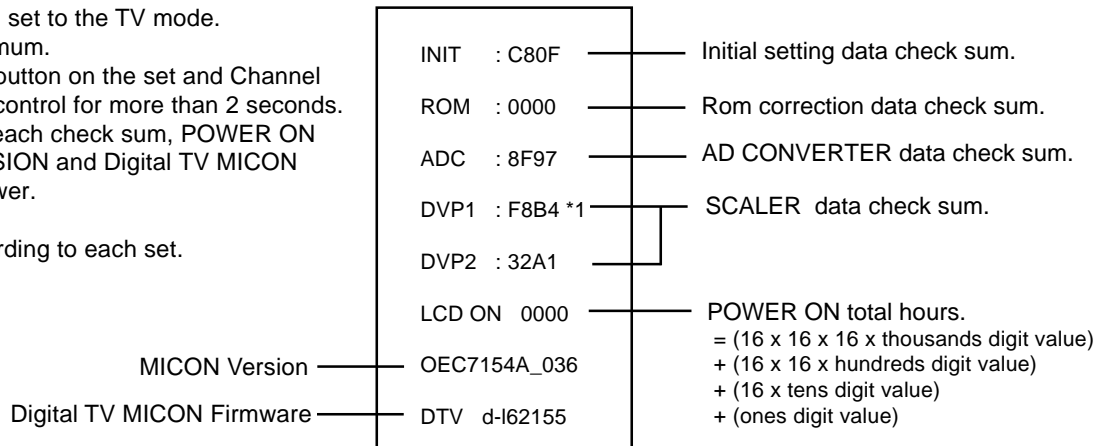 set to the TV mode.
mum.
button on the set and Channel
control for more than 2 seconds.
each check sum, POWER ON
SION and Digital TV MICON
wer.
rding to each set.
INIT : C80F
Initial setting data check sum.
ROM : 0000
Rom correction data check sum.
ADC : 8F97
AD CONVERTER data check sum.
DVP1 : F8B4 *1
SCALER data check sum.
DVP2 : 32A1
LCD ON 0000
POWER ON total hours.
= (16 x 16 x 16 x thousands digit value)
+ (16 x 16 x hundreds digit value)
+ (16 x tens digit value)
+ (ones digit value)
MICON Version
OEC7154A_036
Digital TV MICON Firmware
DTV d-I62155